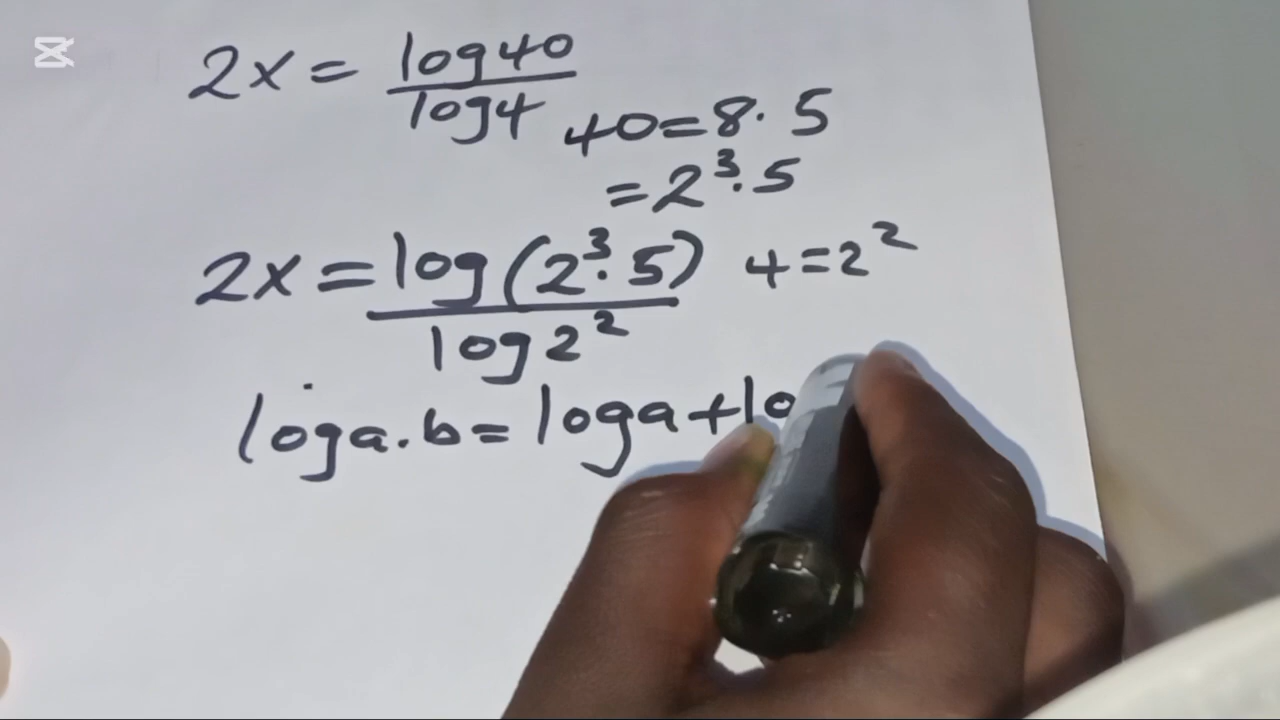 2x = log40/log4
40=8.5
=2³.5
2x = log(2³.5)/log2²
4=2²
loga.b= loga+lo